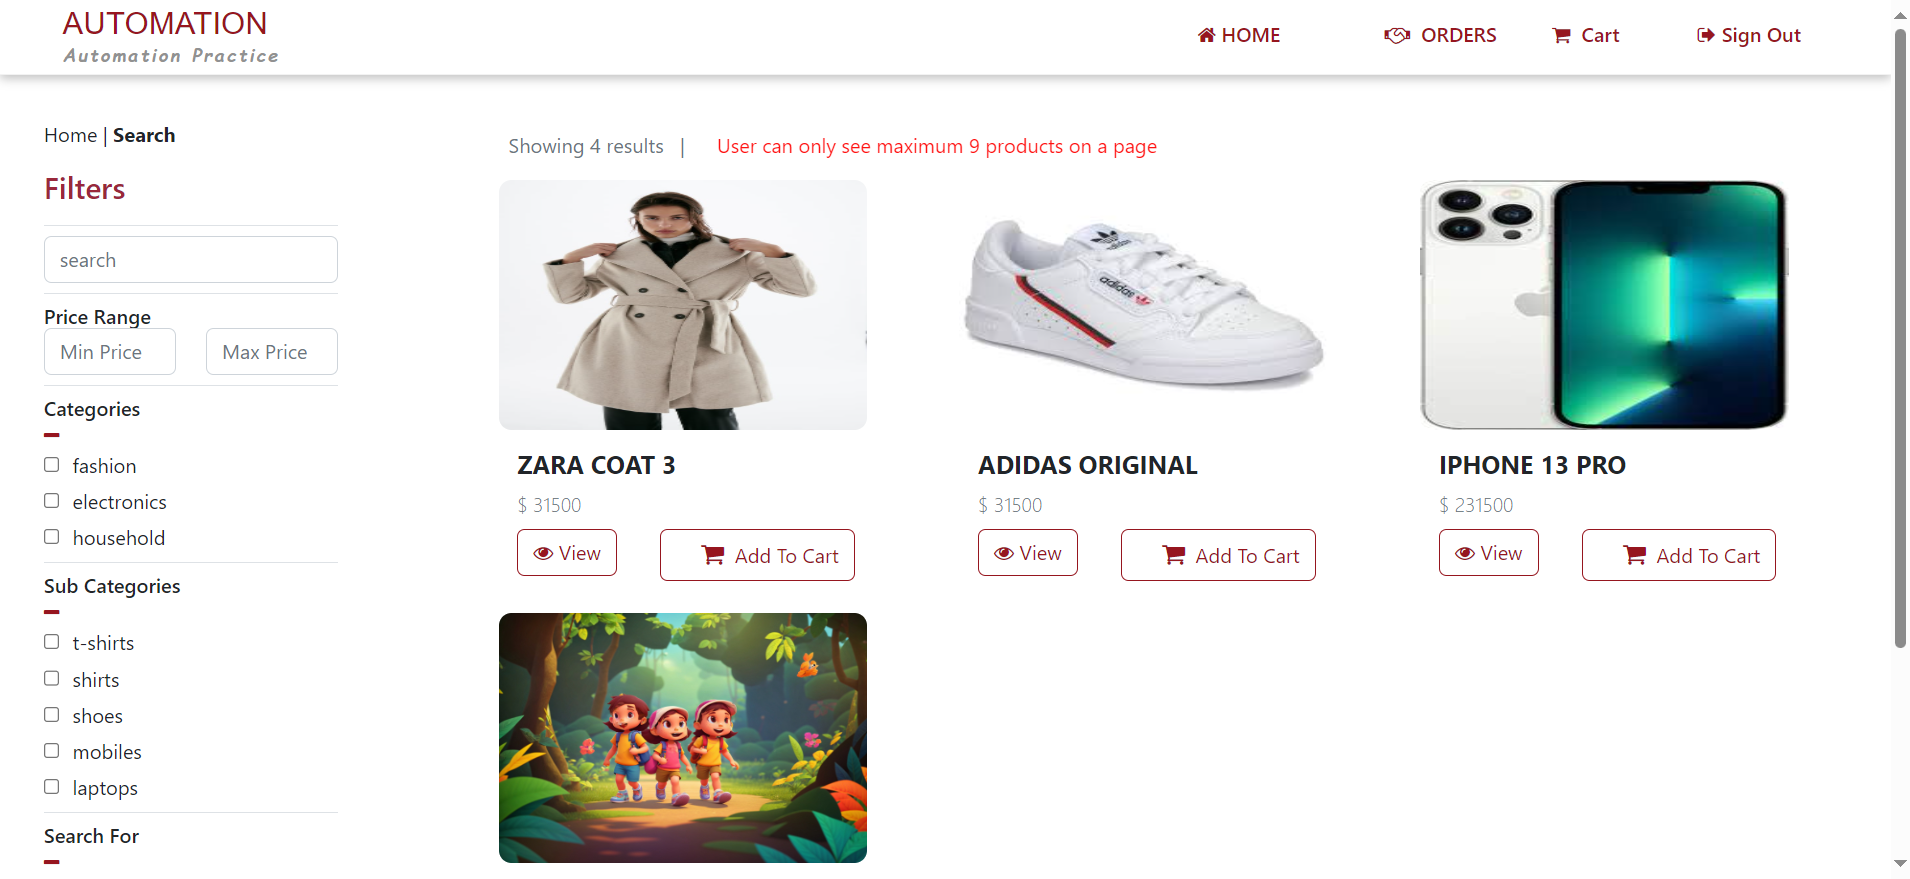 AUTOMATION
Automation Practice
HOME
ORDERS
Cart
Sign Out
Home | Search
Filters
search
Price Range
Min Price
Max Price
Categories
fashion
electronics
household
Sub Categories
t-shirts
shirts
shoes
mobiles
laptops
Search For
Showing 4 results |
User can only see maximum 9 products on a page
adidas
adidas
ZARA COAT 3
$ 31500
View
Add To Cart
ADIDAS ORIGINAL
$ 31500
View
Add To Cart
IPHONE 13 PRO
$ 231500
View
Add To Cart